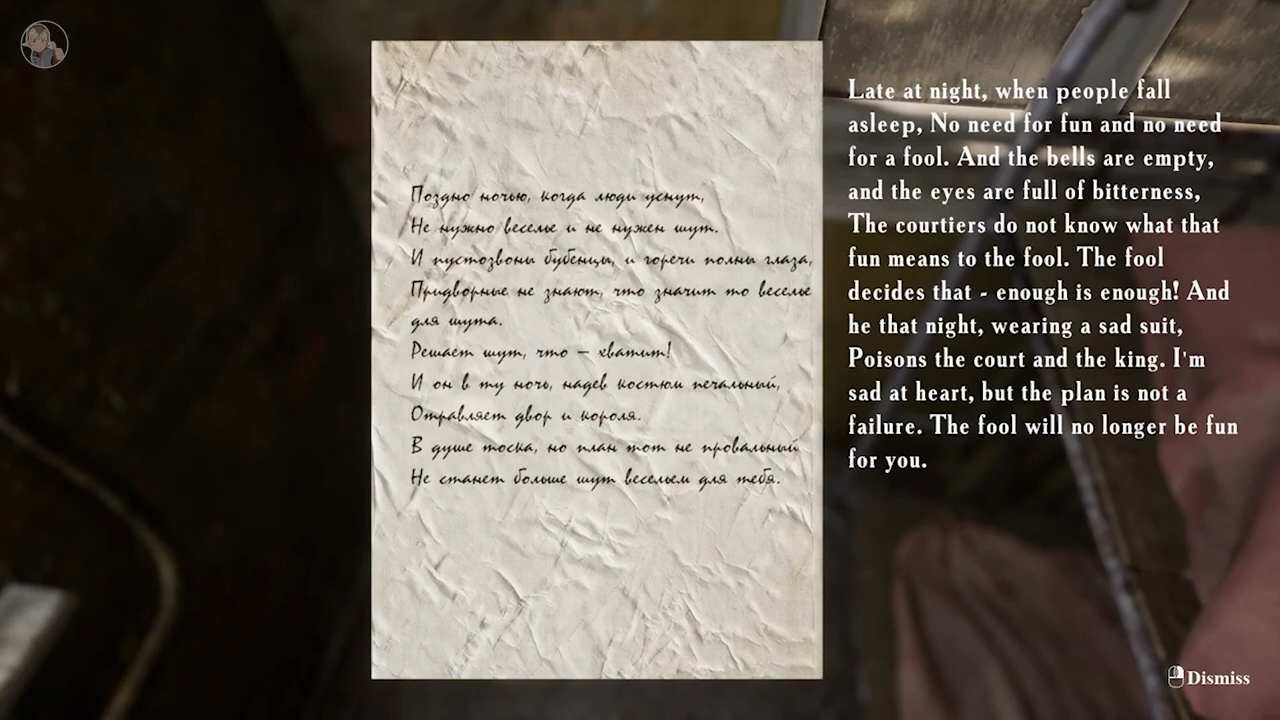 Поздно ночью, когда люди уснут,
Не нужно веселье и не нужен шут.
И пустозвоны бубенцы, и горечи полны глаза,
Придворные не знают, что значит то веселье
для шута.
Решает шут, что – хватит!
И он в ту ночь, надев костюм печальный,
Отравляет двор и короля.
В душе тоска, но план тот не провальный
Не станет больше шут весельем для тебя.
Late at night, when people fall
asleep, No need for fun and no need
for a fool. And the bells are empty,
and the eyes are full of bitterness,
The courtiers do not know what that
fun means to the fool. The fool
decides that - enough is enough! And
he that night, wearing a sad suit,
Poisons the court and the king. I'm
sad at heart, but the plan is not a
failure. The fool will no longer be fun
for you.
Dismiss